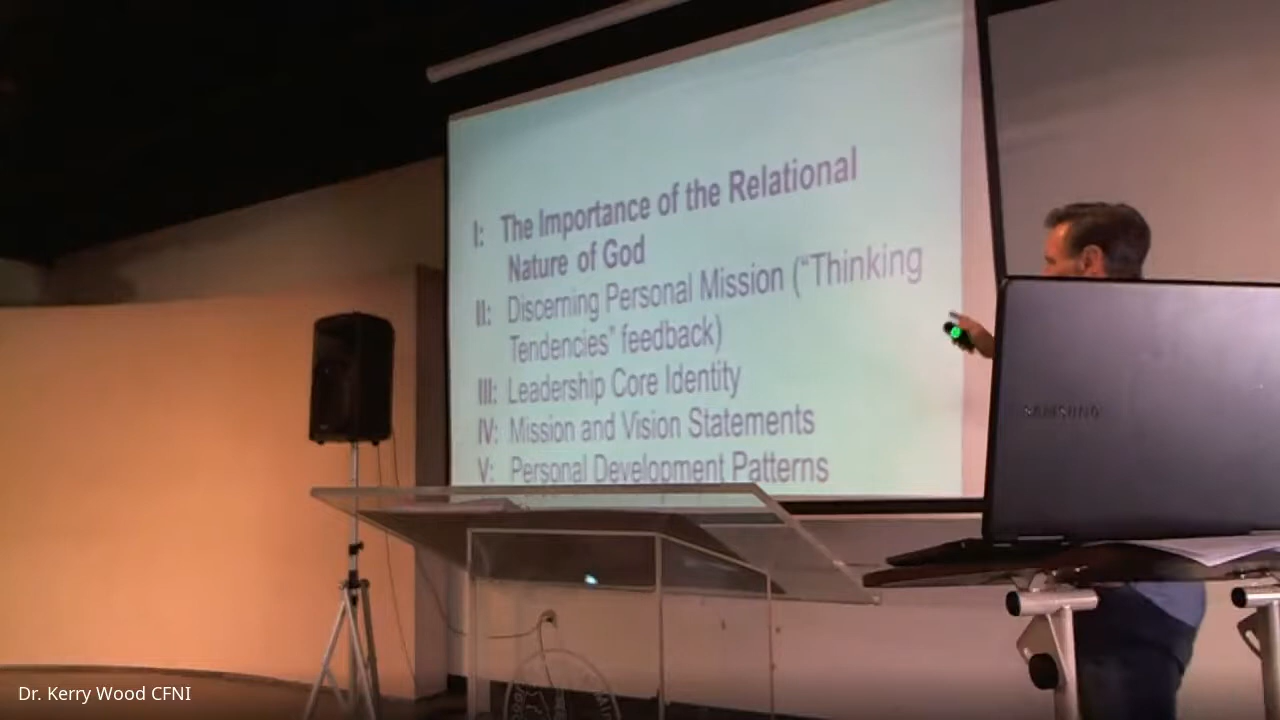 I: The Importance of the Relational
Nature of God
II: Discerning Personal Mission (“Thinking
Tendencies” feedback)
III: Leadership Core Identity
IV: Mission and Vision Statements
V: Personal Development Patterns
SAMSUNG
Dr. Kerry Wood CFNI